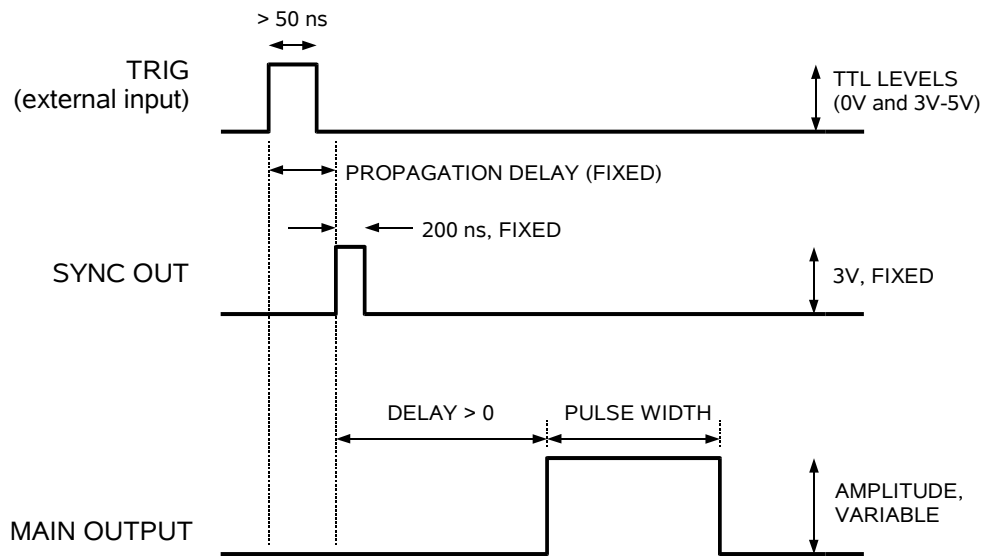 > 50 ns
TRIG
(external input)
TTL LEVELS
(0V and 3V-5V)
PROPAGATION DELAY (FIXED)
200 ns, FIXED
SYNC OUT
3V, FIXED
DELAY > 0
PULSE WIDTH
AMPLITUDE,
VARIABLE
MAIN OUTPUT